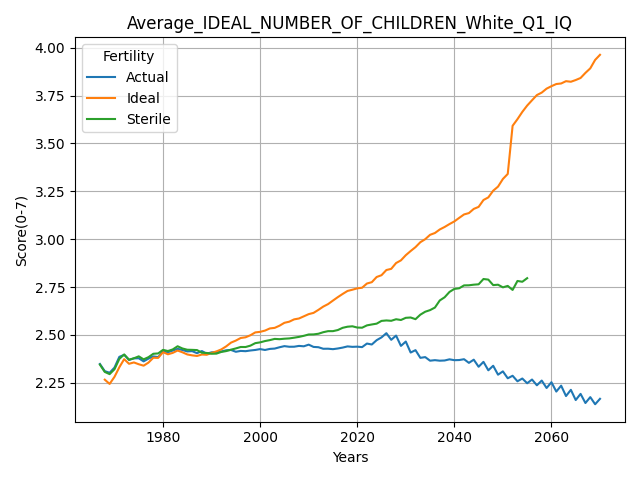 Average_IDEAL_NUMBER_OF_CHILDREN_White_Q1_IQ
Fertility
Actual
Ideal
Sterile
4.00
3.75
3.50
3.25
3.00
2.75
2.50
2.25
Score(0-7)
1980
2000
2020
2040
2060
Years